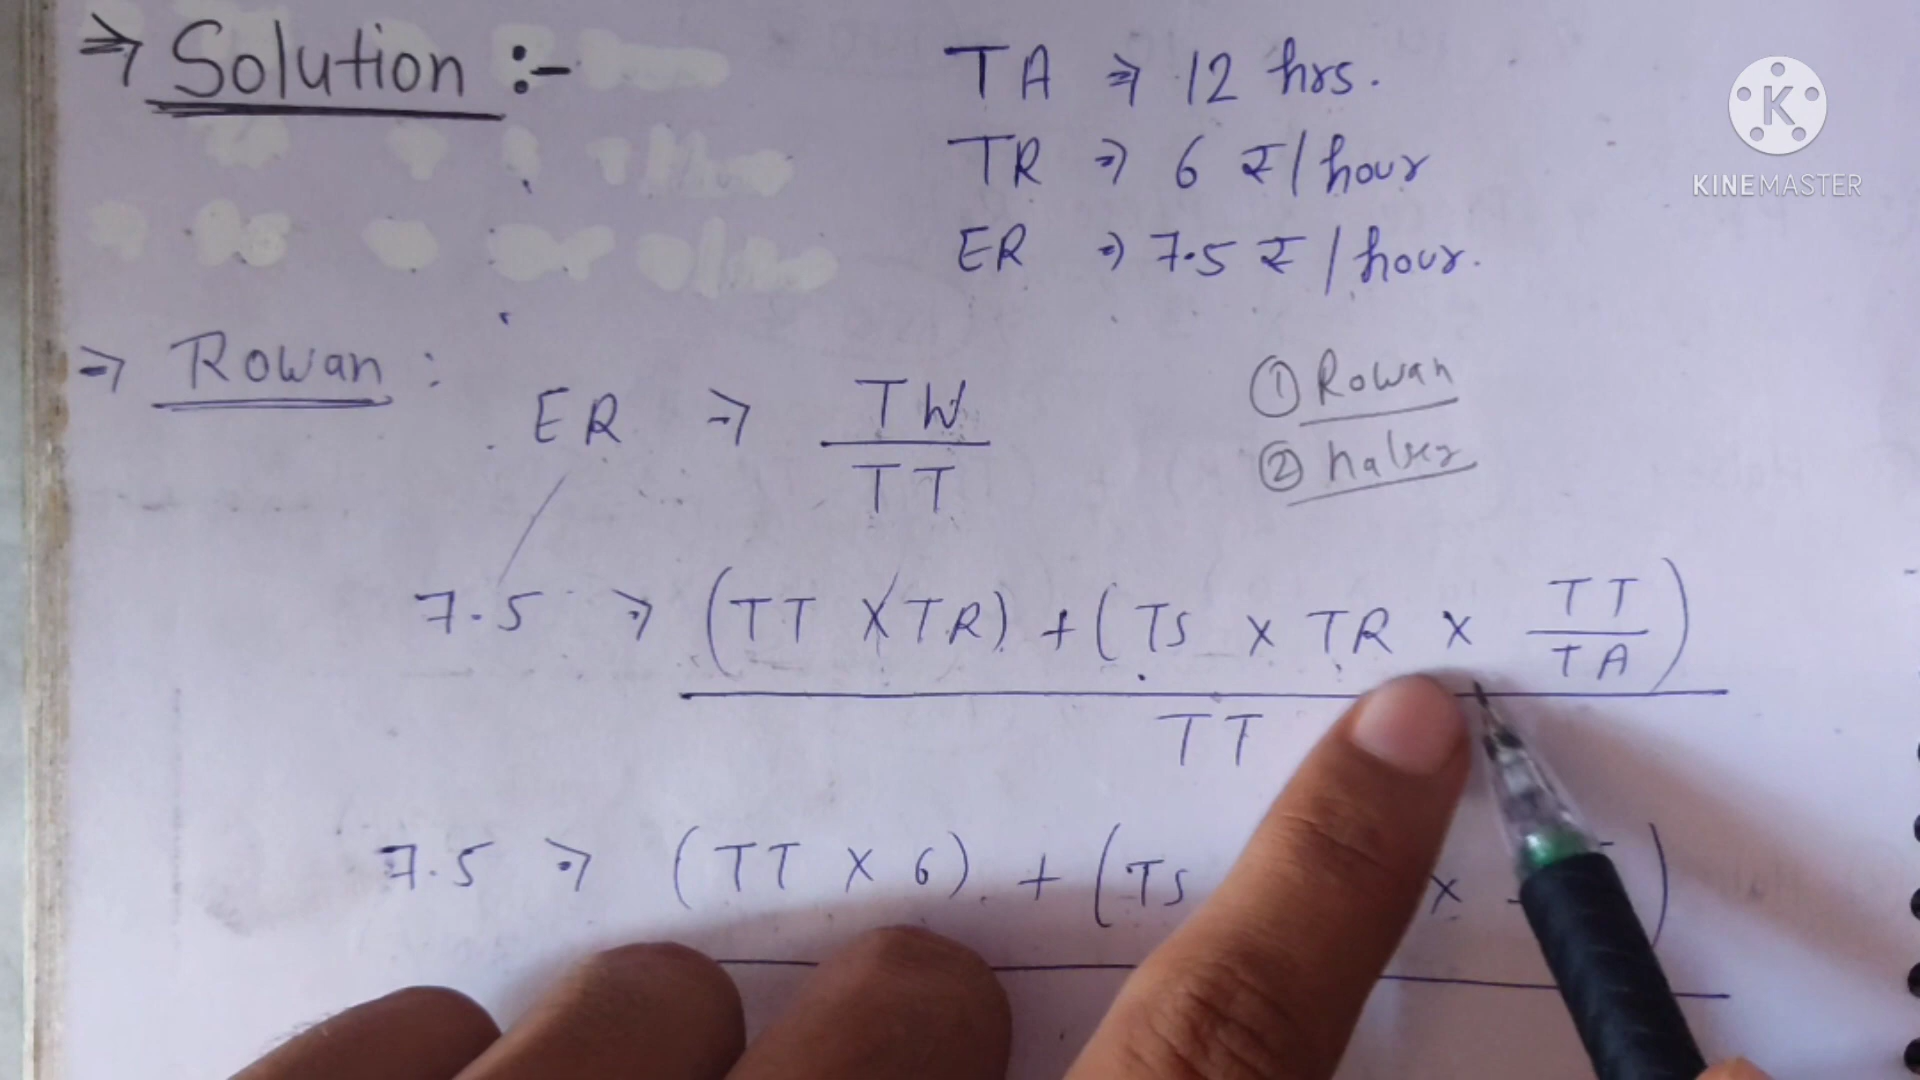 ⇒ Solution :-
TA ⇒ 12 hrs.
TR ⇒ 6 ₹/hour
ER ⇒ 7.5 ₹/hour.
KINEMASTER
⇒ Rowan :
ER ⇒ TW
TT
① Rowan
② halsey
7.5 ⇒ (TT X TR) + (TS X TR X TT
TA)
TT
7.5 ⇒ (TT X 6) + (TS X )